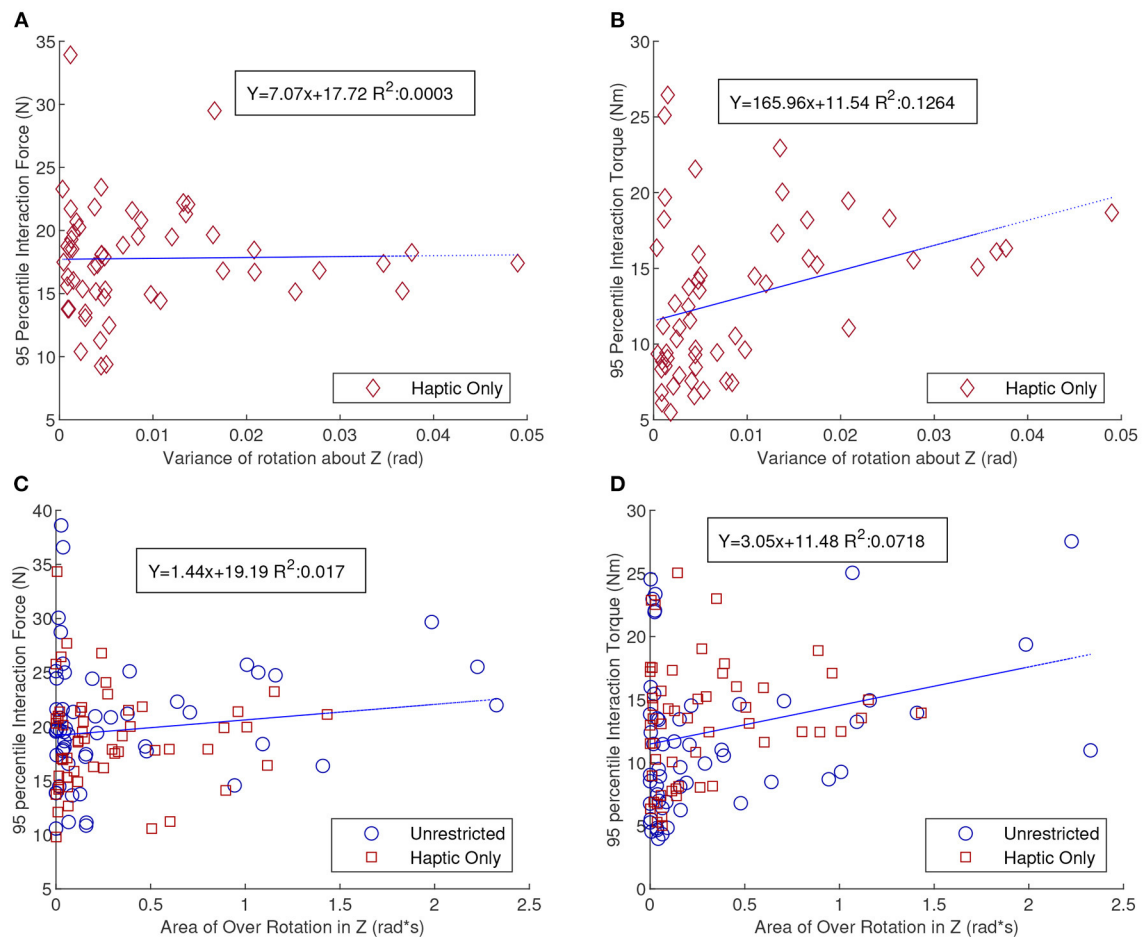 A
95 Percentile Interaction Force (N)
35
30
25
20
15
10
5
Y=7.07x+17.72 R²:0.0003
Haptic Only
0 0.01 0.02 0.03 0.04 0.05
Variance of rotation about Z (rad)
B
95 Percentile Interaction Torque (Nm)
30
25
20
15
10
5
Y=165.96x+11.54 R²:0.1264
Haptic Only
0 0.01 0.02 0.03 0.04 0.05
Variance of rotation about Z (rad)
C
95 percentile Interaction Force (N)
40
35
30
25
20
15
10
5
Y=1.44x+19.19 R²:0.017
Unrestricted
Haptic Only
0 0.5 1 1.5 2 2.5
Area of Over Rotation in Z (rad*s)
D
95 percentile Interaction Torque (Nm)
30
25
20
15
10
5
0
Y=3.05x+11.48 R²:0.0718
Unrestricted
Haptic Only
0 0.5 1 1.5 2 2.5
Area of Over Rotation in Z (rad*s)